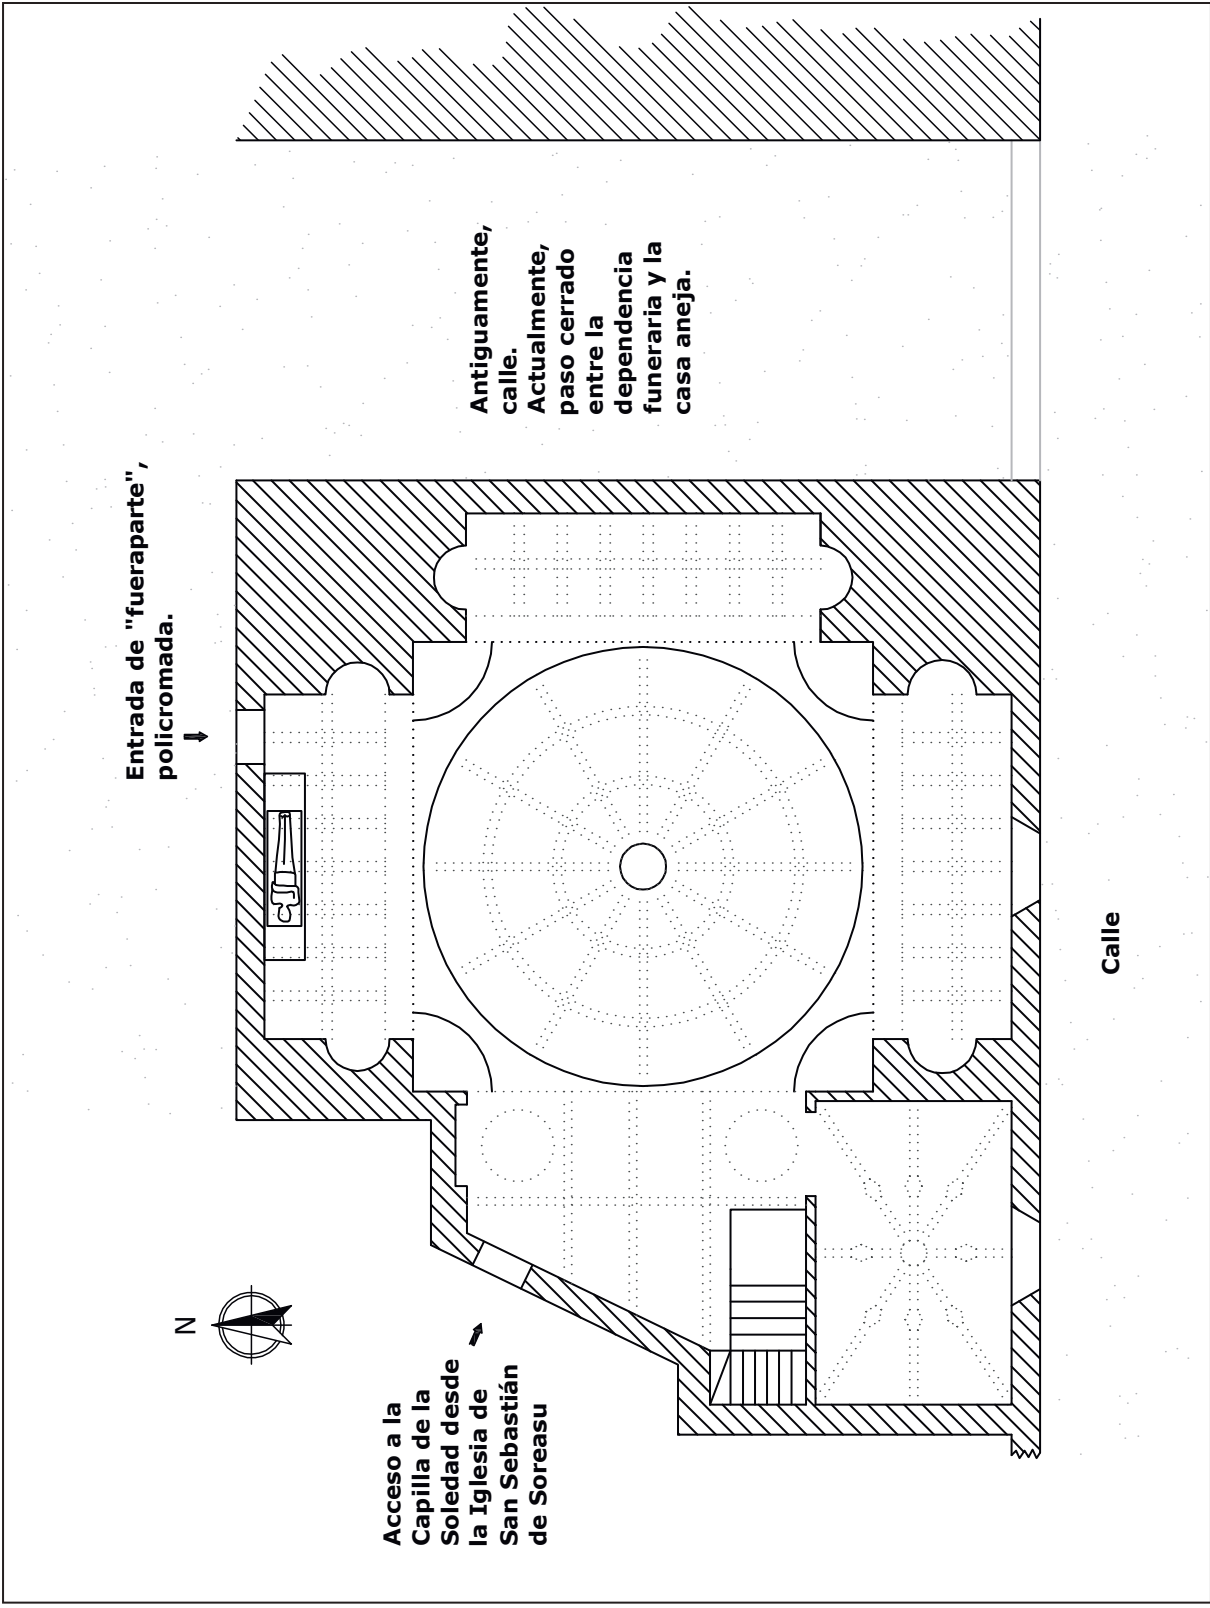 Entrada de "fueraparte",
policromada.
N
Acceso a la
Capilla de la
Soledad desde
la Iglesia de
San Sebastián
de Soreasu
Antiguamente,
calle.
Actualmente,
paso cerrado
entre la
dependencia
funeraria y la
casa aneja.
Calle